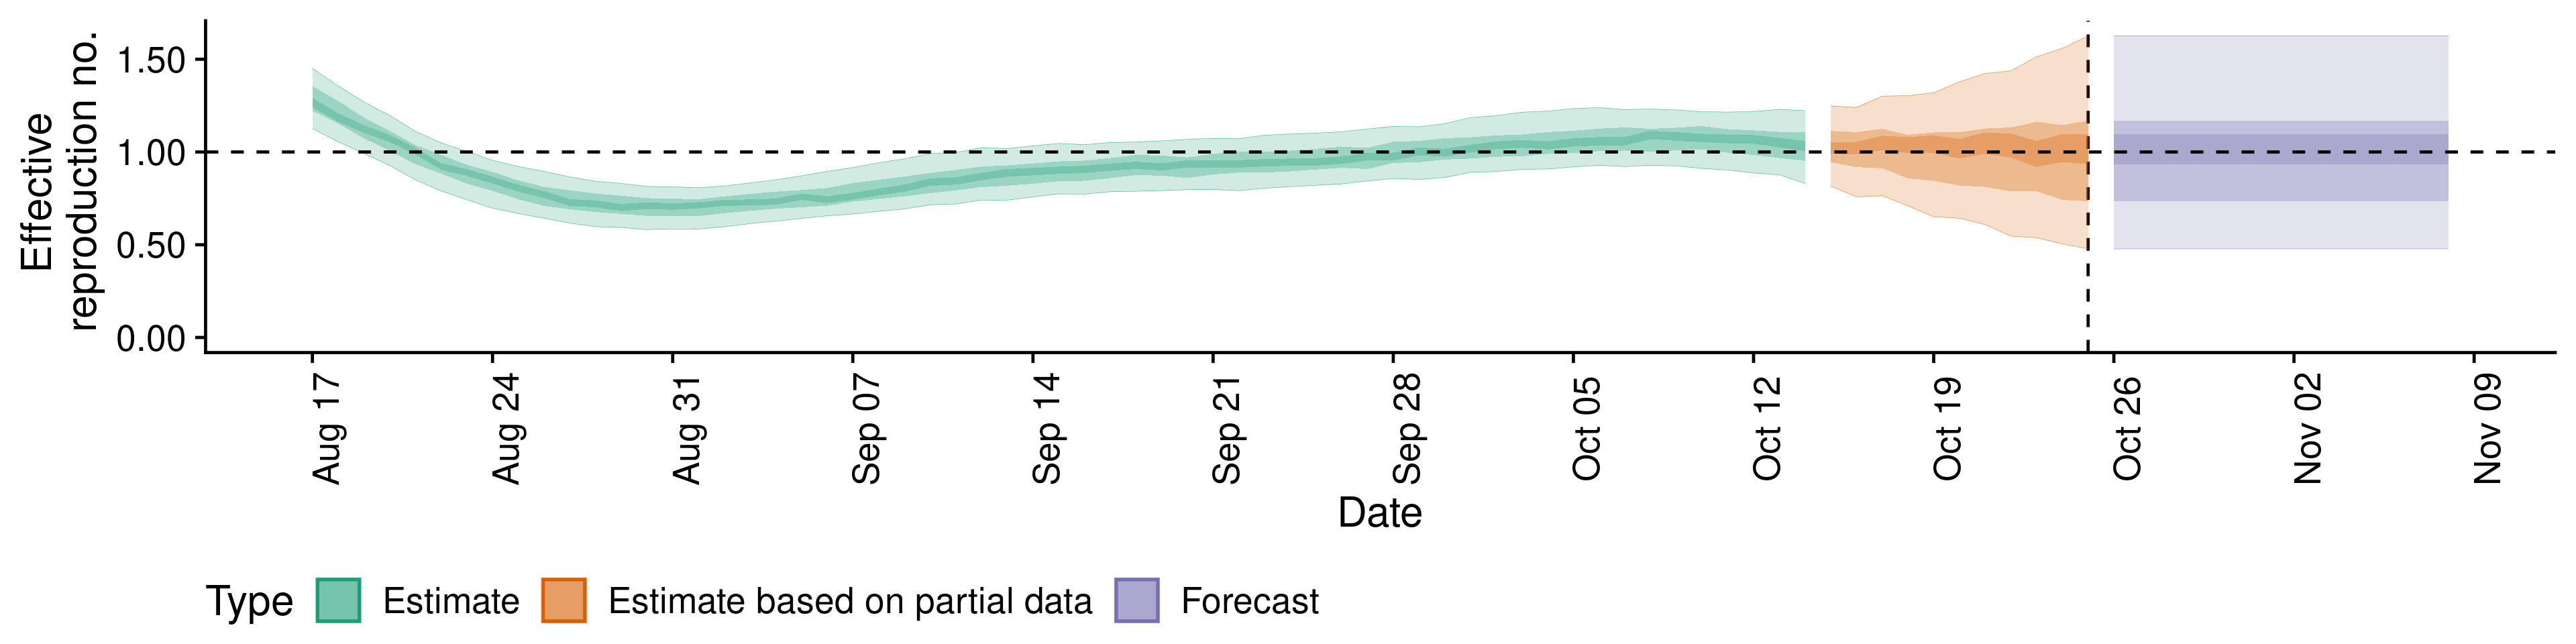 Effective
reproduction no.
1.50
1.00
0.50
0.00
Aug 17
Aug 24
Aug 31
Sep 07
Sep 14
Sep 21
Sep 28
Oct 05
Oct 12
Oct 19
Oct 26
Nov 02
Nov 09
Date
Type Estimate Estimate based on partial data Forecast